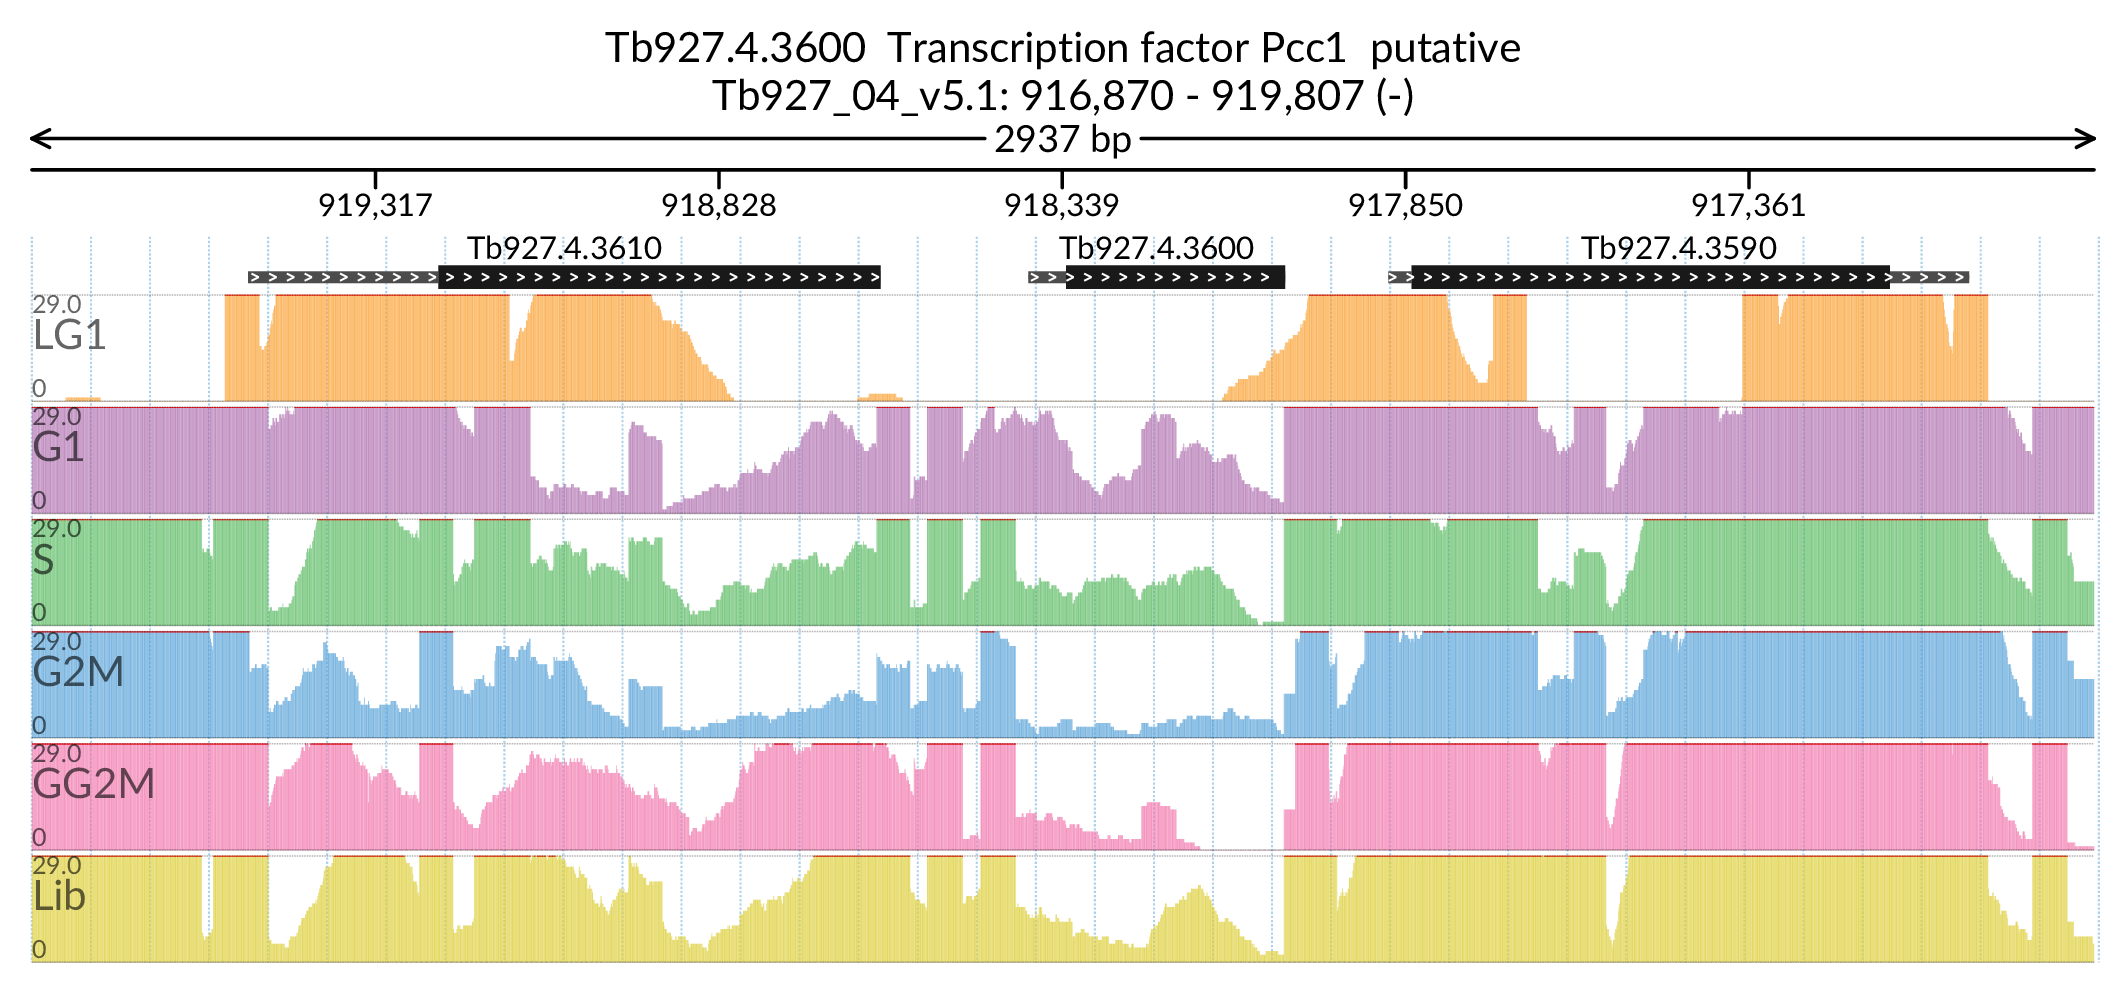 Tb927.4.3600 Transcription factor Pcc1 putative
Tb927_04_v5.1: 916,870 - 919,807 (-)
2937 bp
919,317 918,828 918,339 917,850 917,361
Tb927.4.3610 Tb927.4.3600 Tb927.4.3590
29.0
LG1
0
29.0
G1
0
29.0
S
0
29.0
G2M
0
29.0
GG2M
0
29.0
Lib
0